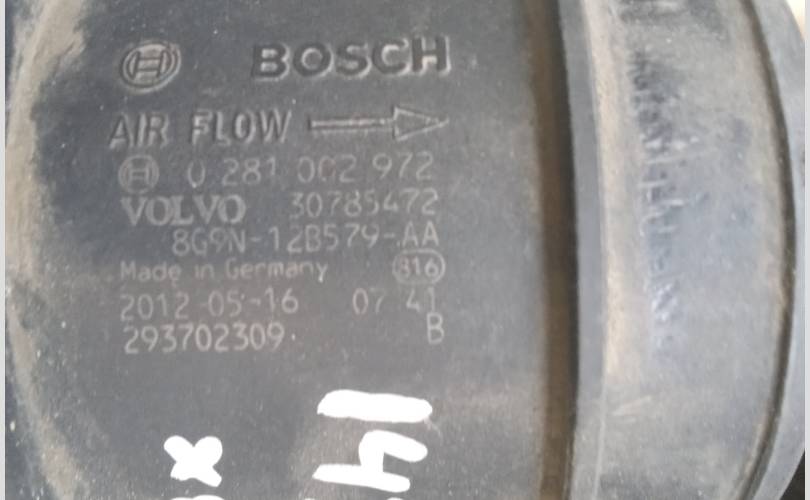 BOSCH
AIR FLOW
0 281 002 972
VOLVO 30785472
8G9N-12B579-AA
Made in Germany 816
2012-05-16 07 41
293702309 B